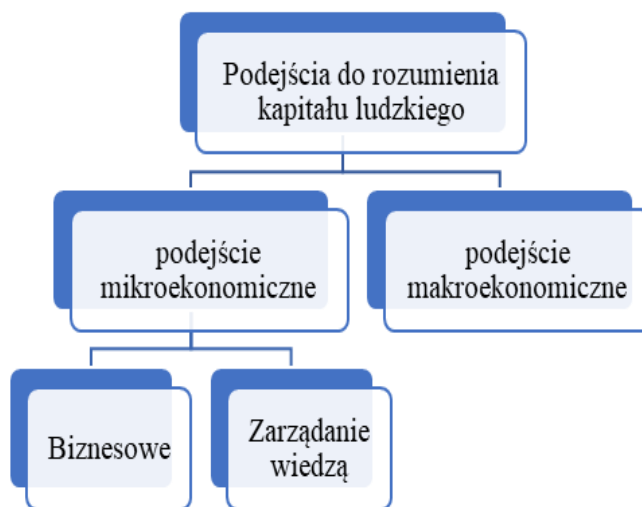 Podejścia do rozumienia
kapitału ludzkiego
podejście
mikroekonomiczne
podejście
makroekonomiczne
Biznesowe
Zarządanie
wiedzą